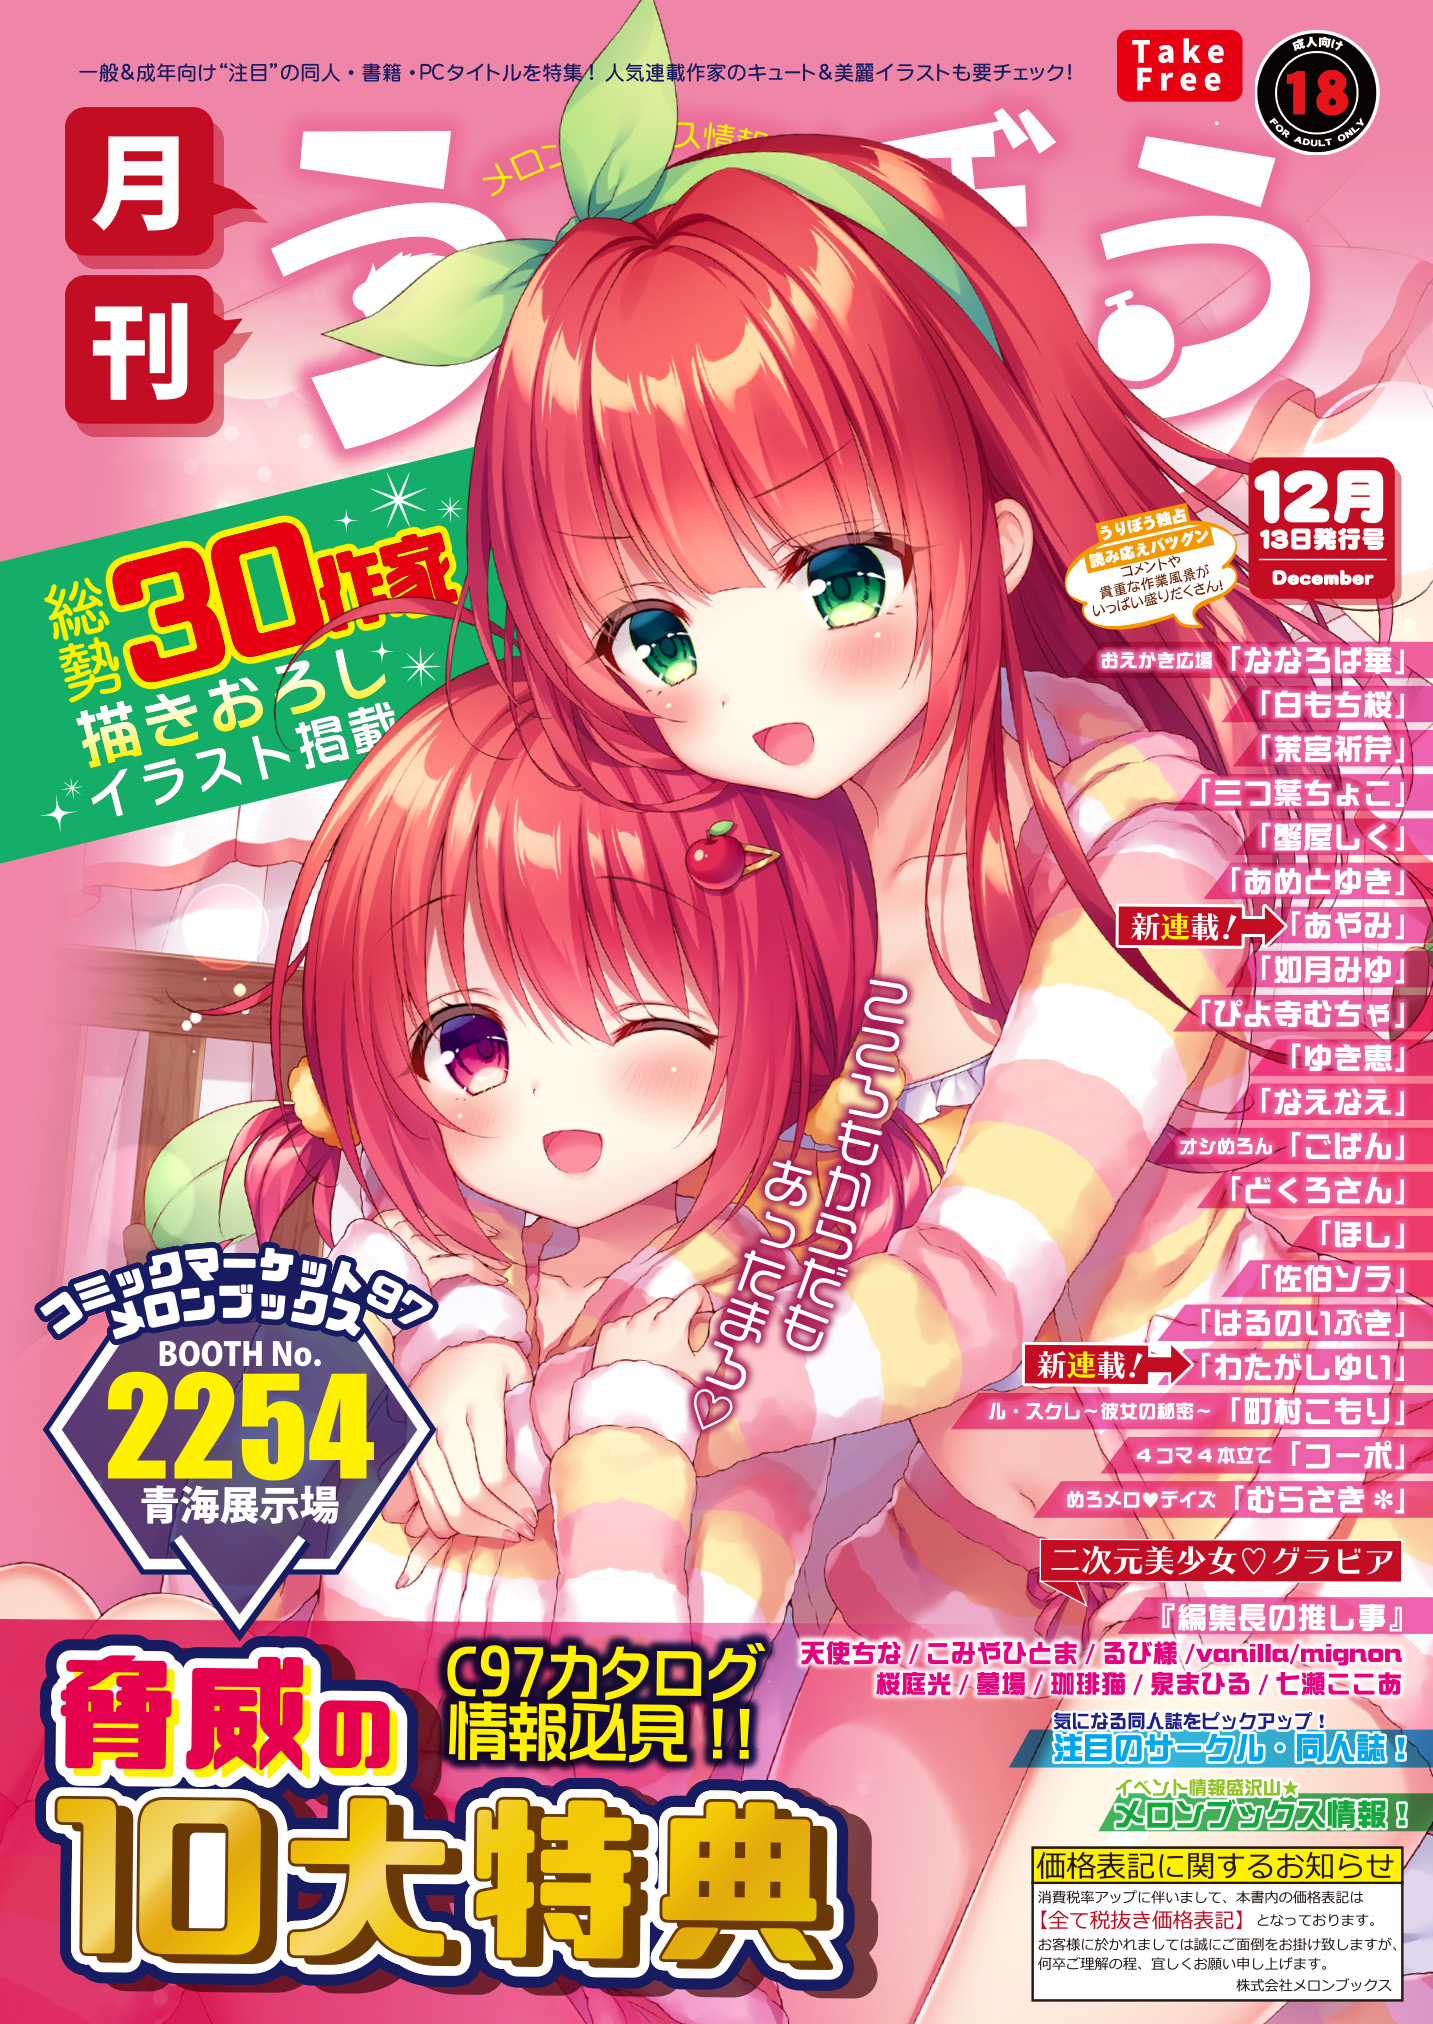 一般&成年向け“注目”の同人・書籍・PCタイトルを特集! 人気連載作家のキュート&美麗イラストも要チェック!
Take
Free
成人向け
18
FOR ADULT ONLY
月刊
う
ぼう
12月
13日発行号
December
総勢30作家
描きおろし
イラスト掲載
うりぼう独占
読み応えバツグン
コメントや
貴重な作業風景が
いっぱい盛りだくさん!
おえかき広場「ななろば華」
「白もち桜」
「茉宮祈芹」
「三つ葉ちょこ」
「蟹屋しく」
「あめとゆき」
新連載!「あやみ」
「如月みゆ」
「ぴよ寺むちゃ」
「ゆき恵」
「なえなえ」
オシめろん「ごばん」
「どくろさん」
「ほし」
「佐伯ソラ」
「はるのいぶき」
新連載!「わたがしゆい」
ル・スクレ~彼女の秘密~「町村こもり」
4コマ4本立て「コーポ」
めろメロ♥デイズ「むらさき*」
こころもからだも
あったまろ♡
コミックマーケット97
メロンブックス
BOOTH No.
2254
青海展示場
二次元美少女♡グラビア
『編集長の推し事』
天使ちな/こみやひとま/るび様/vanilla/mignon
桜庭光/墓場/珈琲猫/泉まひる/七瀬ここあ
気になる同人誌をピックアップ!
注目のサークル・同人誌!
イベント情報盛沢山★
メロンブックス情報!
C97カタログ
情報必見!!
脅威の
10大特典
価格表記に関するお知らせ
消費税率アップに伴いまして、本書内の価格表記は
【全て税抜き価格表記】となっております。
お客様に於かれましては誠にご面倒をお掛け致しますが、
何卒ご理解の程、宜しくお願い申し上げます。
株式会社メロンブックス